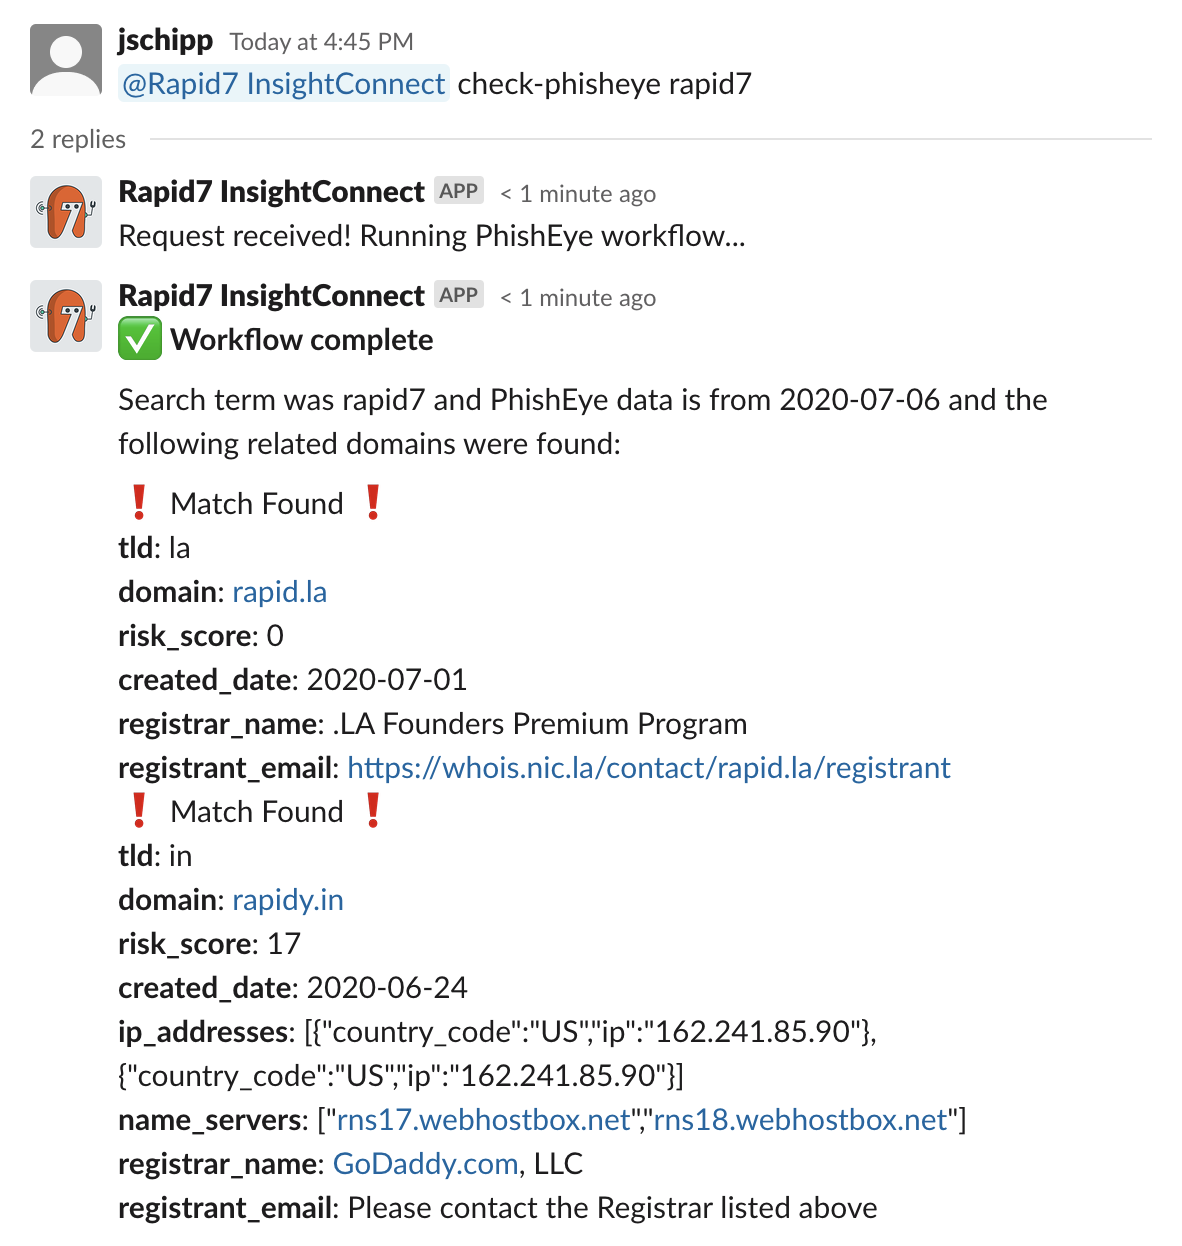 jschipp Today at 4:45 PM
@Rapid7 InsightConnect check-phisheye rapid7
2 replies
Rapid7 InsightConnect APP < 1 minute ago
Request received! Running PhishEye workflow...
Rapid7 InsightConnect APP < 1 minute ago
Workflow complete
Search term was rapid7 and PhishEye data is from 2020-07-06 and the
following related domains were found:
❗ Match Found ❗
tld: la
domain: rapid.la
risk_score: 0
created_date: 2020-07-01
registrar_name: .LA Founders Premium Program
registrant_email: https://whois.nic.la/contact/rapid.la/registrant
❗ Match Found ❗
tld: in
domain: rapidy.in
risk_score: 17
created_date: 2020-06-24
ip_addresses: [{"country_code":"US","ip":"162.241.85.90"},
{"country_code":"US","ip":"162.241.85.90"}]
name_servers: ["rns17.webhostbox.net","rns18.webhostbox.net"]
registrar_name: GoDaddy.com, LLC
registrant_email: Please contact the Registrar listed above